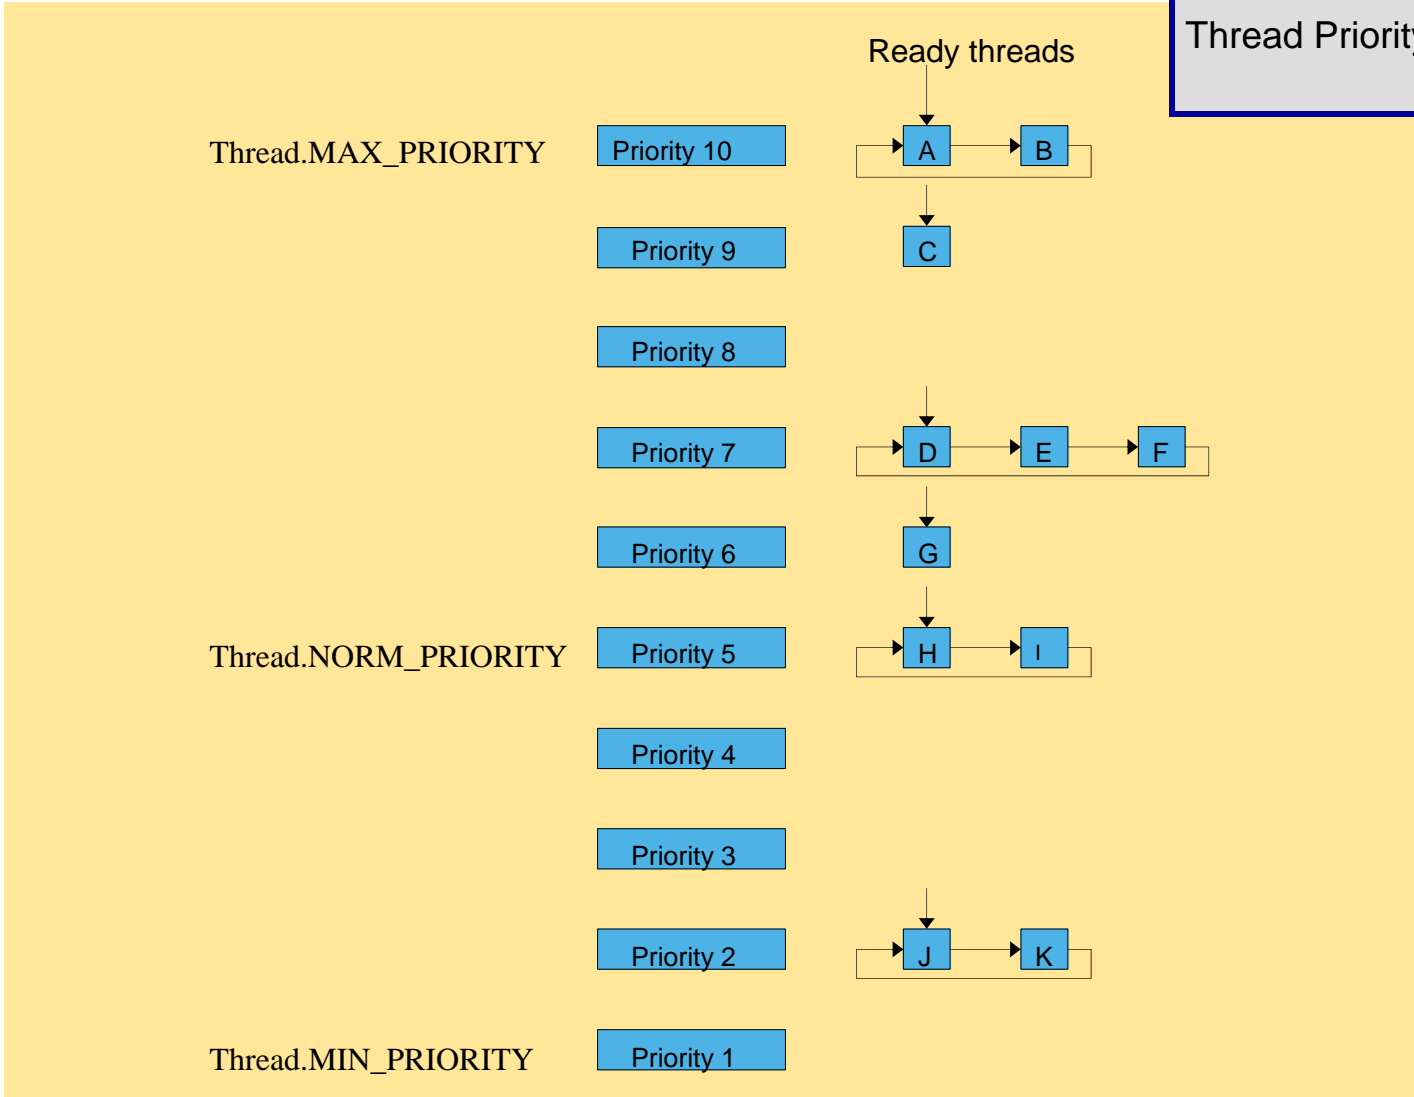 Thread Priority
Ready threads
Thread.MAX_PRIORITY Priority 10 A B
Priority 9 C
Priority 8
Priority 7 D E F
Priority 6 G
Thread.NORM_PRIORITY Priority 5 H I
Priority 4
Priority 3
Priority 2 J K
Thread.MIN_PRIORITY Priority 1